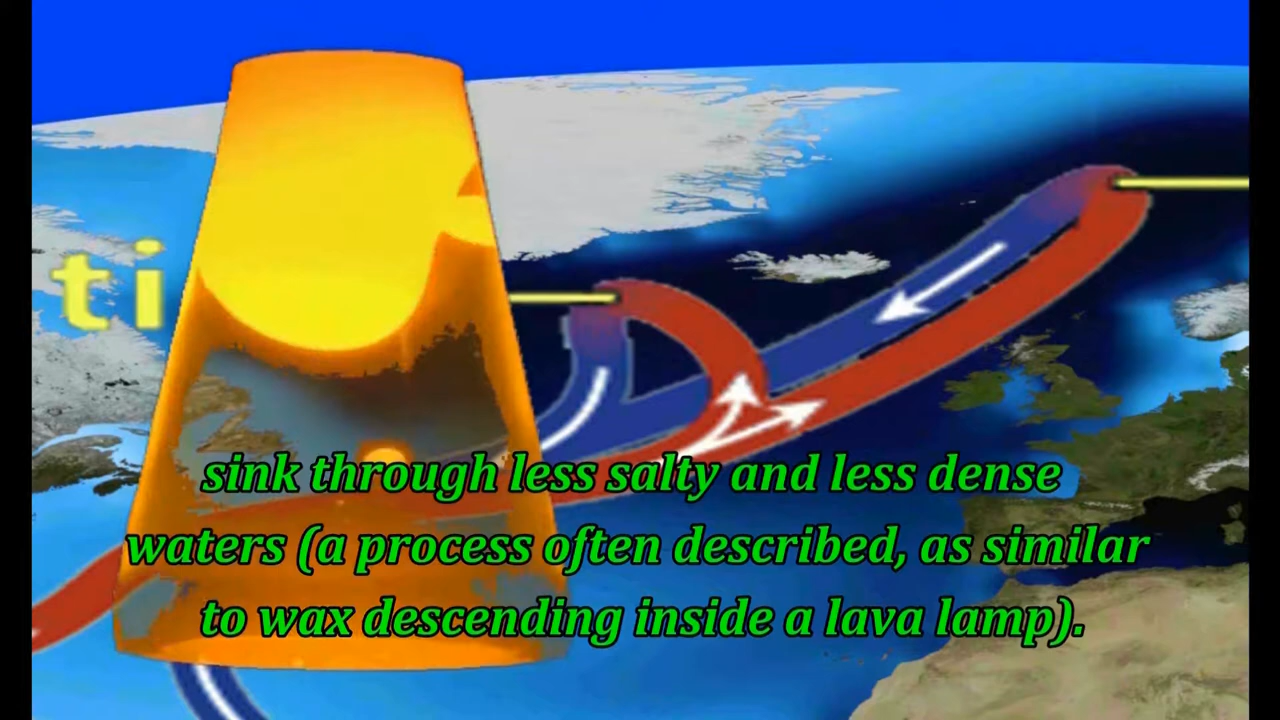 ti
sink through less salty and less dense
waters (a process often described, as similar
to wax descending inside a lava lamp).